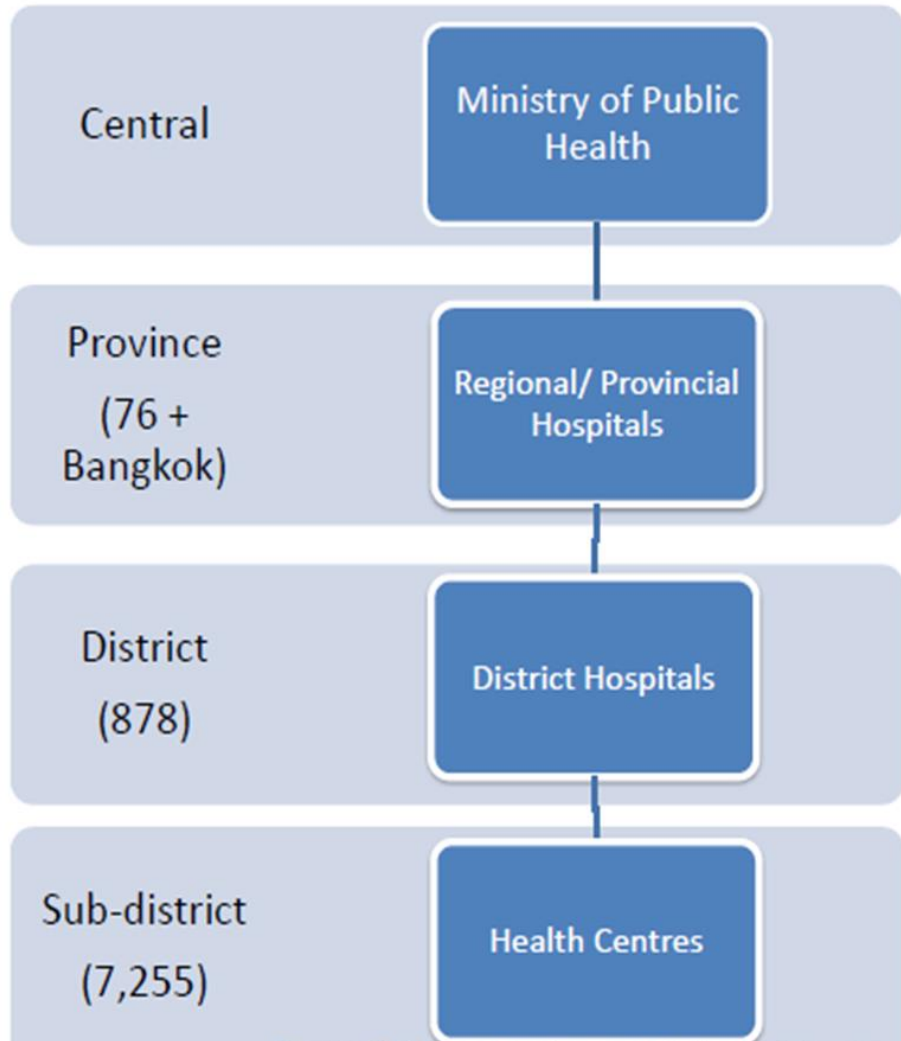 Central
Ministry of Public
Health
Province
(76 +
Bangkok)
Regional/ Provincial
Hospitals
District
(878)
District Hospitals
Sub-district
(7,255)
Health Centres